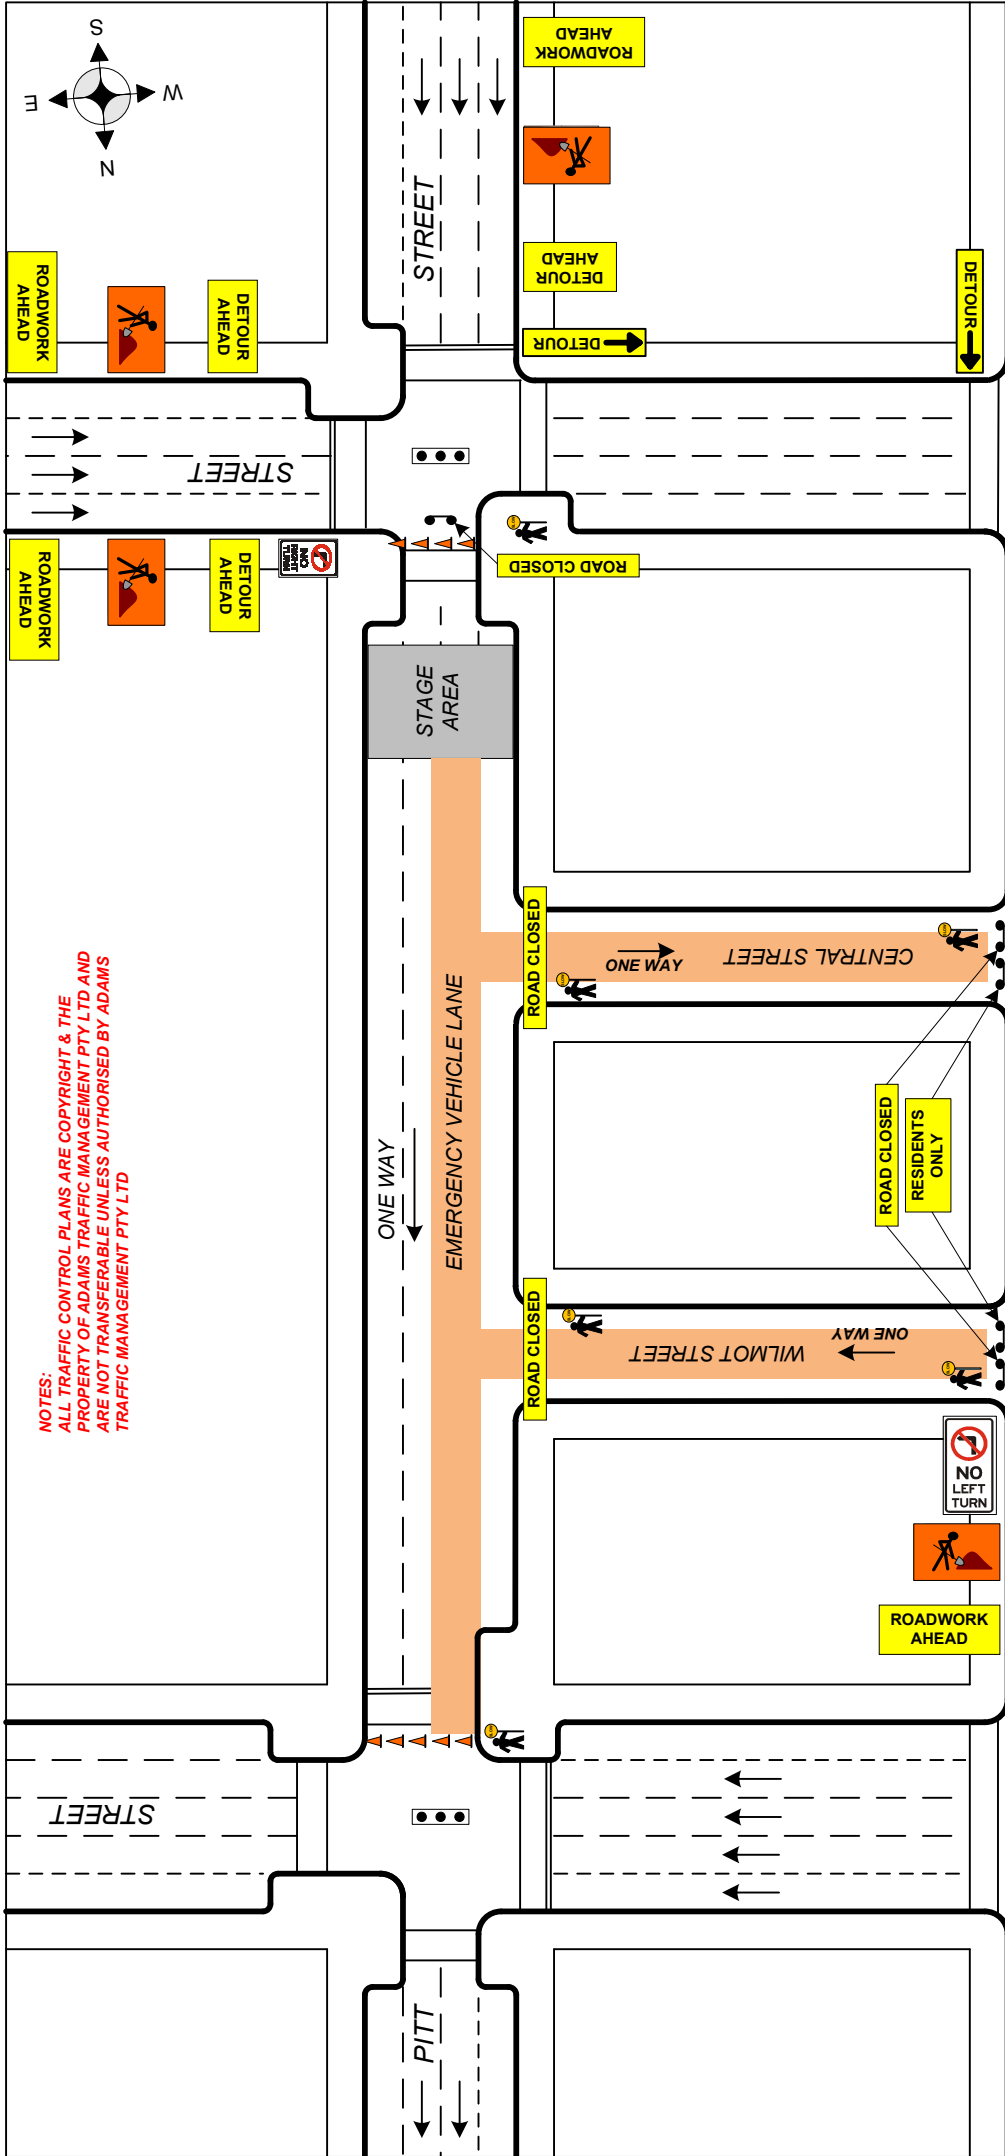 S
E
W
N
ROADWORK
AHEAD
DETOUR
AHEAD
STREET
ROADWORK
AHEAD
DETOUR
AHEAD
DETOUR
DETOUR
STREET
ROADWORK
AHEAD
DETOUR
AHEAD
NO
RIGHT
TURN
ROAD CLOSED
STAGE
AREA
ROAD CLOSED
ONE WAY
CENTRAL STREET
NOTES:
ALL TRAFFIC CONTROL PLANS ARE COPYRIGHT & THE
PROPERTY OF ADAMS TRAFFIC MANAGEMENT PTY LTD AND
ARE NOT TRANSFERABLE UNLESS AUTHORISED BY ADAMS
TRAFFIC MANAGEMENT PTY LTD
ONE WAY
EMERGENCY VEHICLE LANE
ROAD CLOSED
RESIDENTS
ONLY
ROAD CLOSED
WILMOT STREET
ONE WAY
NO
LEFT
TURN
ROADWORK
AHEAD
STREET
PITT